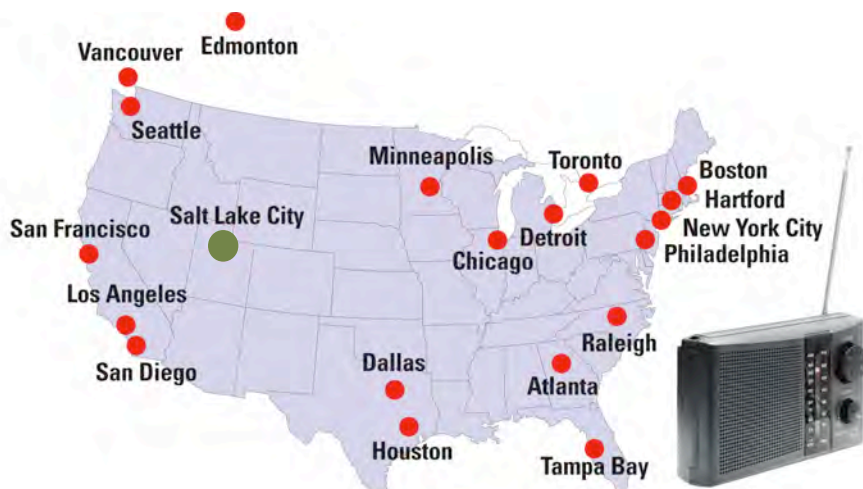 Edmonton
Vancouver
Seattle
Minneapolis
Toronto
Boston
Hartford
Salt Lake City
New York City
San Francisco
Detroit
Philadelphia
Chicago
Los Angeles
Raleigh
San Diego
Dallas
Atlanta
Houston
Tampa Bay